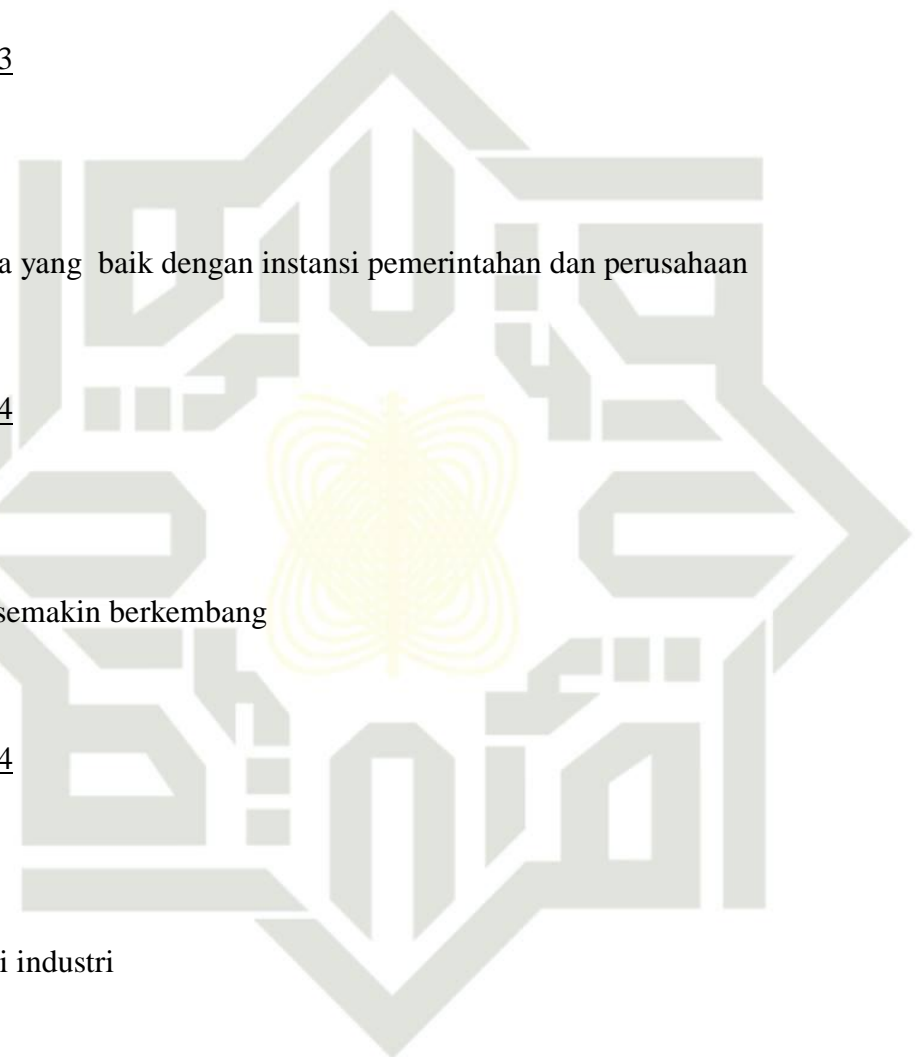 3
a yang baik dengan instansi pemerintahan dan perusahaan
4
semakin berkembang
4
i industri